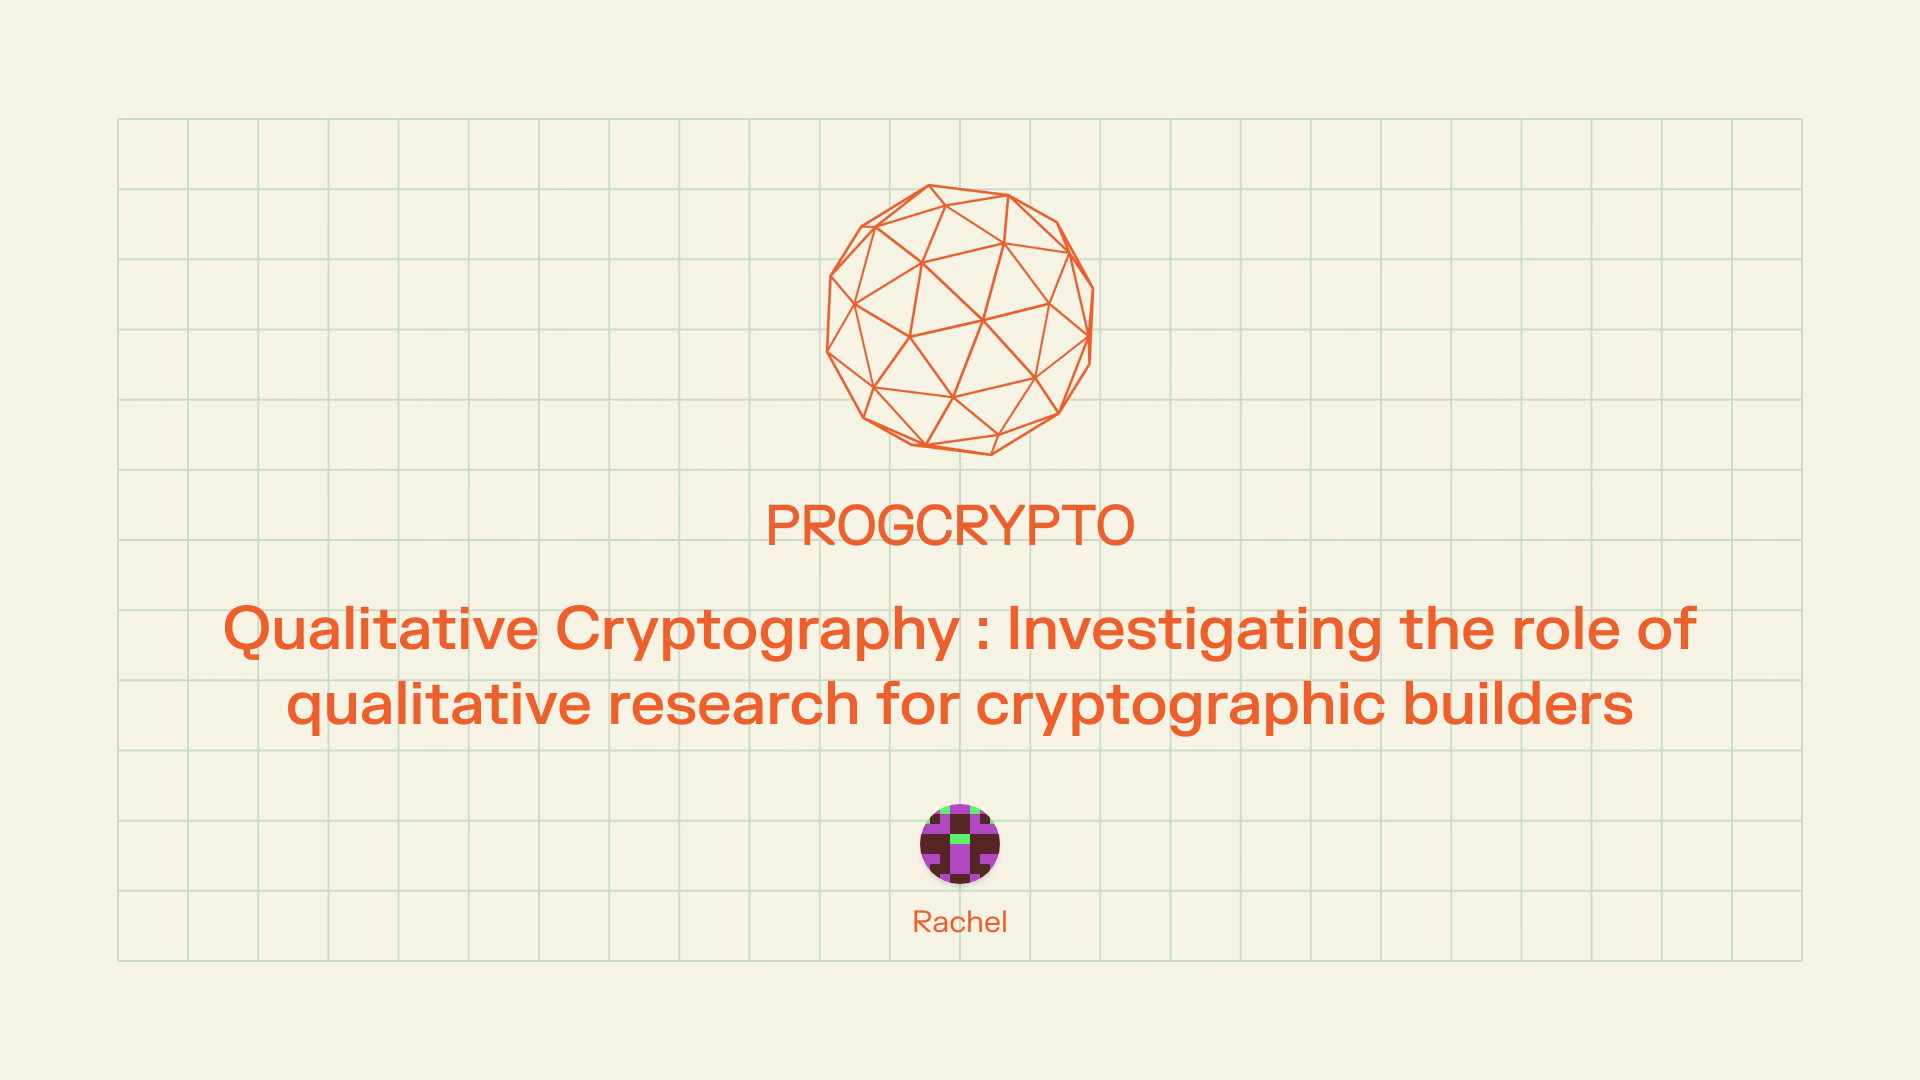 PROGCRYPTO
Qualitative Cryptography : Investigating the role of
qualitative research for cryptographic builders
Rachel